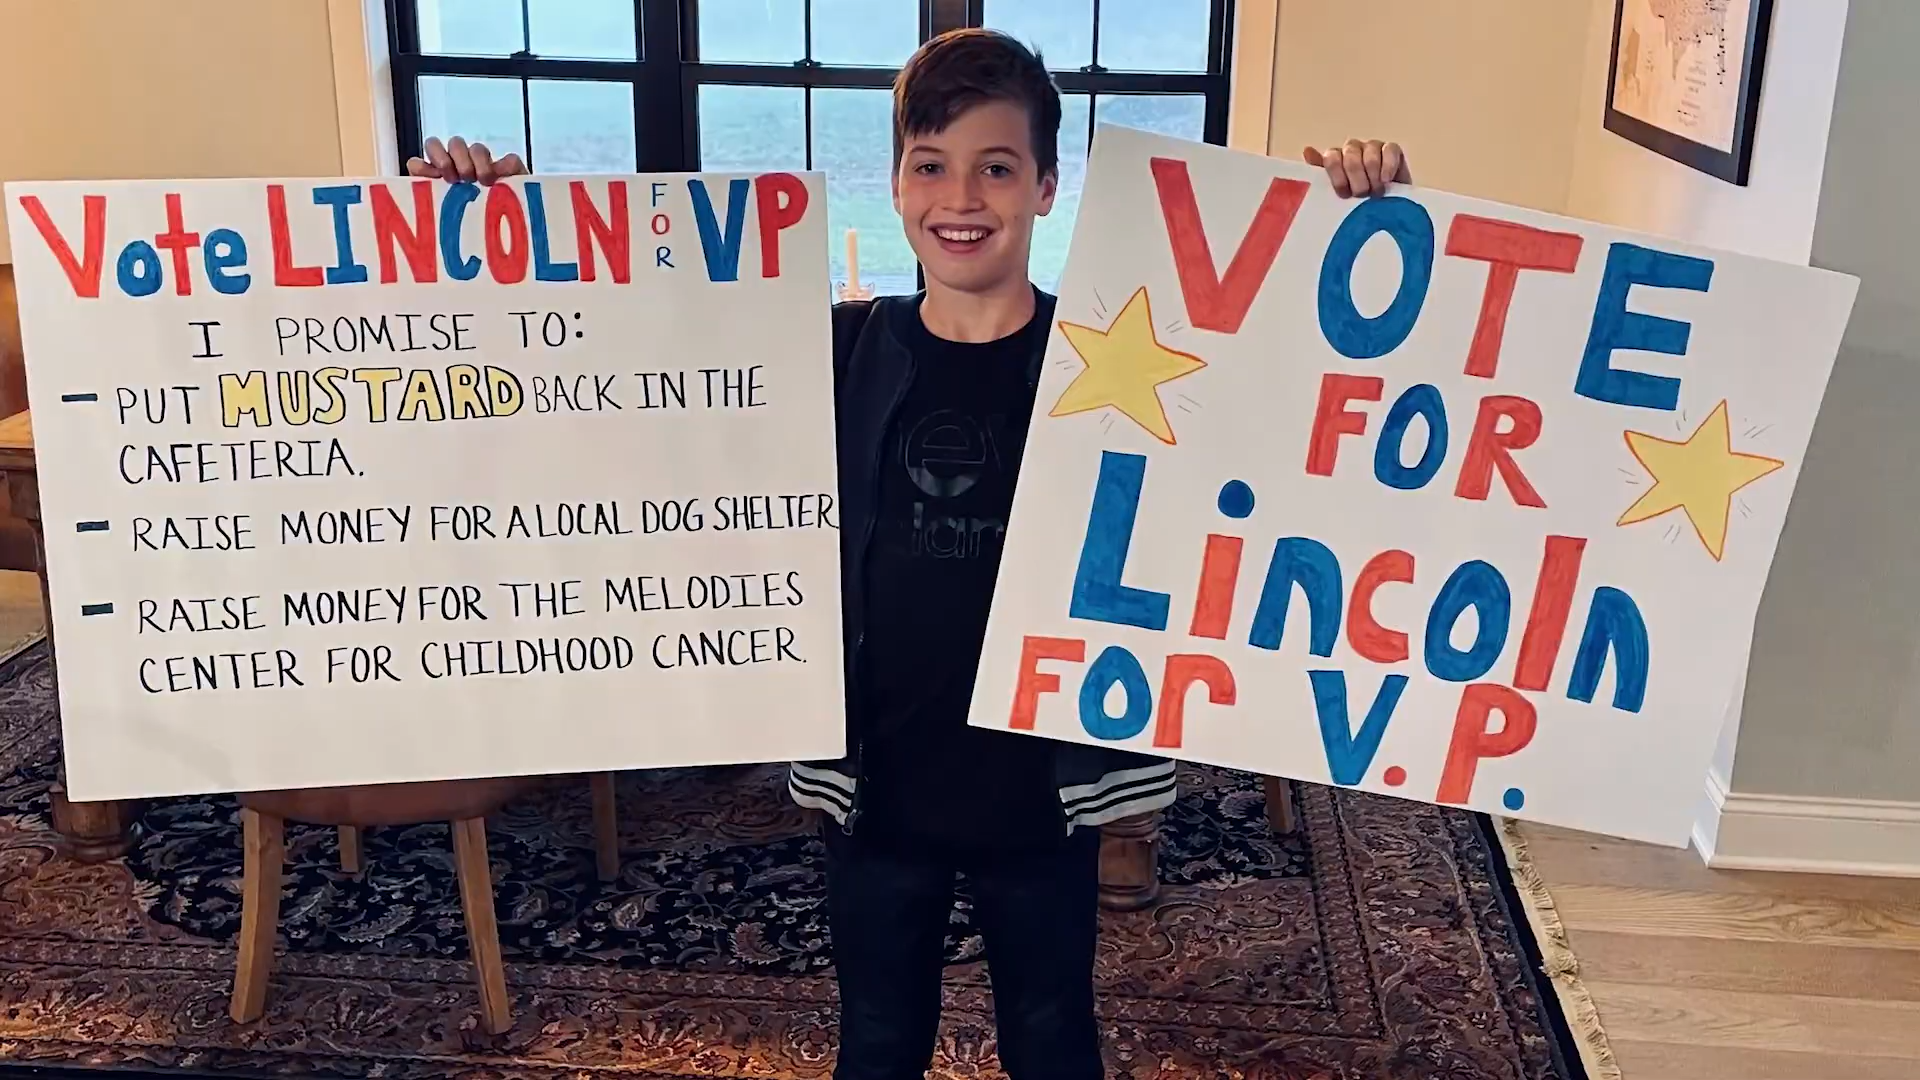 Vote LINCOLN FOR VP
I PROMISE TO:
- PUT MUSTARD BACK IN THE
CAFETERIA.
- RAISE MONEY FOR A LOCAL DOG SHELTER
- RAISE MONEY FOR THE MELODIES
CENTER FOR CHILDHOOD CANCER.
VOTE
FOR
Lincoln
FOr V.P.